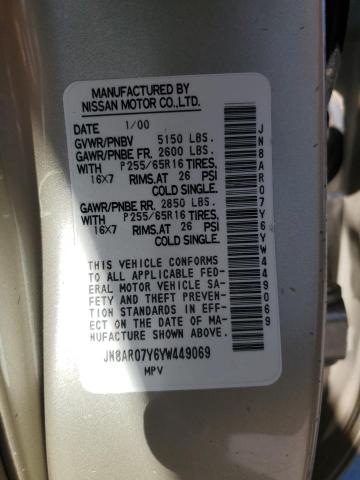 MANUFACTURED BY
NISSAN MOTOR CO.,LTD.
DATE 1/00
GVWR/PNBV 5150 LBS.
GAWR/PNBE FR. 2600 LBS.
WITH P255/65R16 TIRES,
16X7 RIMS.AT 26 PSI
COLD SINGLE.
GAWR/PNBE RR. 2850 LBS.
WITH P255/65R16 TIRES,
16X7 RIMS.AT 26 PSI
COLD SINGLE.
THIS VEHICLE CONFORMS
TO ALL APPLICABLE FED-
ERAL MOTOR VEHICLE SA-
FETY AND THEFT PREVEN-
TION STANDARDS IN EFF-
ECT ON THE DATE OF
MANUFACTURE SHOWN ABOVE.
JN8AR07Y6YW449069
MPV
JN8AR07Y6YW449069